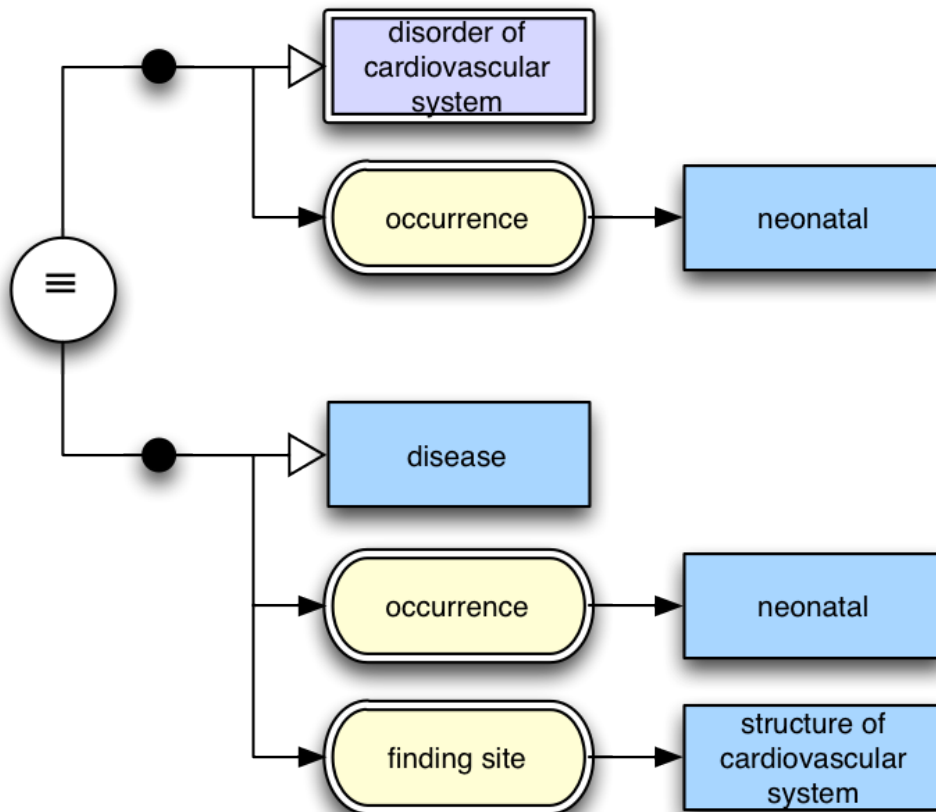 disorder of
cardiovascular
system
occurrence
neonatal
≡
disease
occurrence
neonatal
finding site
structure of
cardiovascular
system